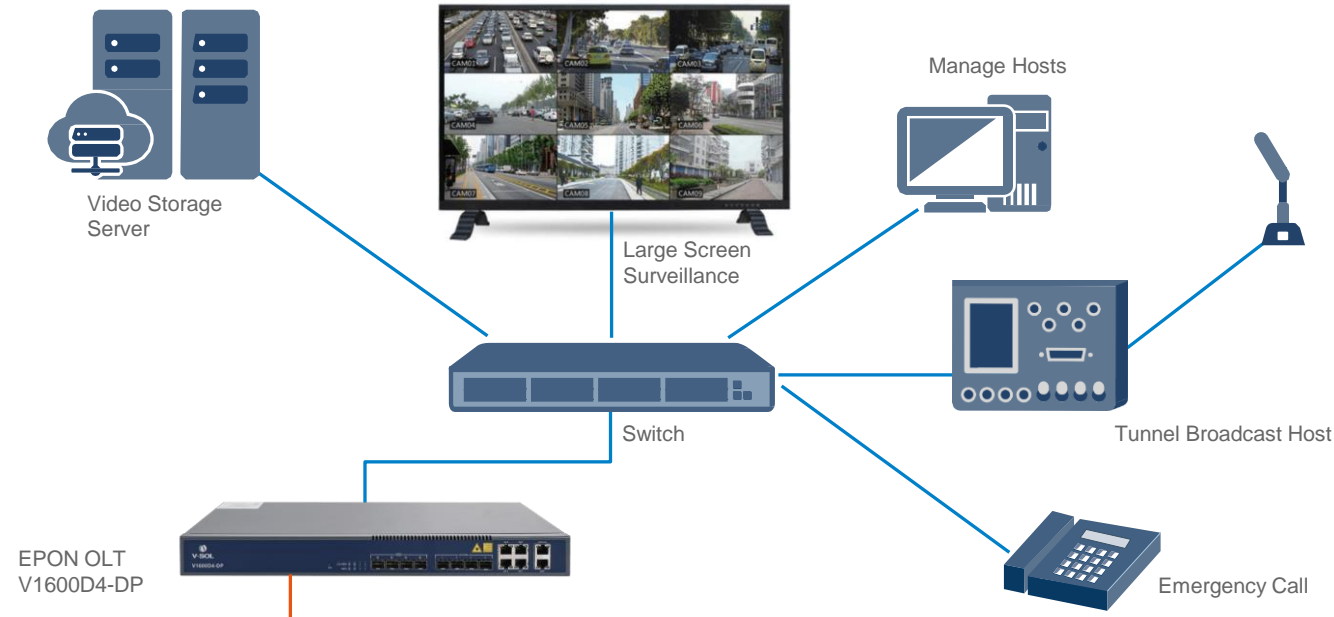 CAM01
CAM02
CAM03
CAM04
CAM05
CAM06
CAM07
CAM08
CAM09
Manage Hosts
Video Storage
Server
Large Screen
Surveillance
Switch
Tunnel Broadcast Host
EPON OLT
V1600D4-DP
V-SOL
V1600D4-DP
Emergency Call